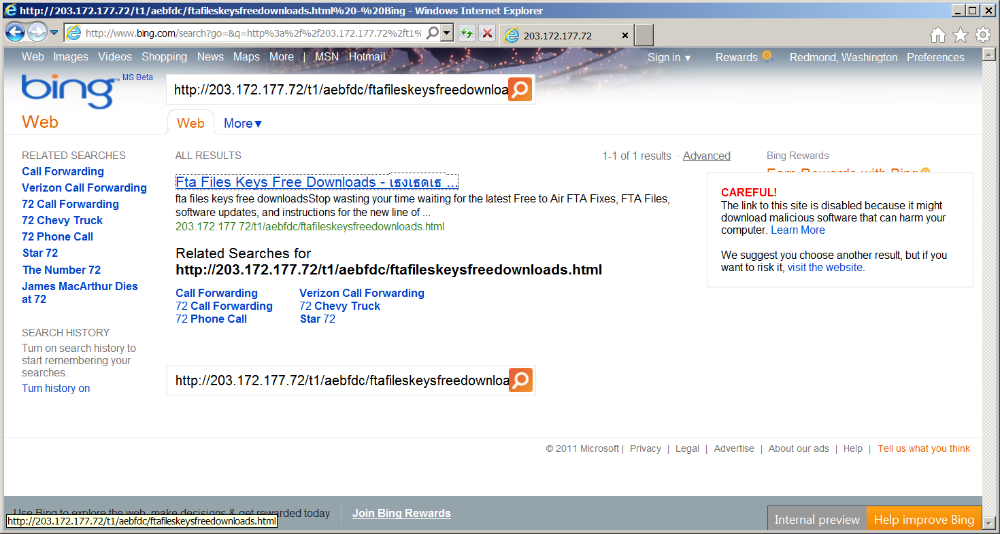 http://203.172.177.72/t1/aebfdc/ftafileskeysfreedownloads.html%20-%20Bing - Windows Internet Explorer
http://www.bing.com/search?go=&q=http%3a%2f%2f203.172.177.72%2ft1%
203.172.177.72
Web Images Videos Shopping News Maps More | MSN Hotmail
Sign in ▼ Rewards Redmond, Washington Preferences
bing™ MS Beta
http://203.172.177.72/t1/aebfdc/ftafileskeysfreedownloa
Web
Web More▼
RELATED SEARCHES
Call Forwarding
Verizon Call Forwarding
72 Call Forwarding
72 Chevy Truck
72 Phone Call
Star 72
The Number 72
James MacArthur Dies
at 72
SEARCH HISTORY
Turn on search history to
start remembering your
searches.
Turn history on
ALL RESULTS
1-1 of 1 results · Advanced
Fta Files Keys Free Downloads - เธงเธดเธ ...
fta files keys free downloadsStop wasting your time waiting for the latest Free to Air FTA Fixes, FTA Files,
software updates, and instructions for the new line of ...
203.172.177.72/t1/aebfdc/ftafileskeysfreedownloads.html
Related Searches for
http://203.172.177.72/t1/aebfdc/ftafileskeysfreedownloads.html
Call Forwarding
72 Call Forwarding
72 Phone Call
Verizon Call Forwarding
72 Chevy Truck
Star 72
http://203.172.177.72/t1/aebfdc/ftafileskeysfreedownloa
Bing Rewards
Earn Rewards with Bing
CAREFUL!
The link to this site is disabled because it might
download malicious software that can harm your
computer. Learn More
We suggest you choose another result, but if you
want to risk it, visit the website.
© 2011 Microsoft | Privacy | Legal | Advertise | About our ads | Help | Tell us what you think
Use Bing to explore the web, make decisions & get rewarded today
Join Bing Rewards
http://203.172.177.72/t1/aebfdc/ftafileskeysfreedownloads.html
Internal preview
Help improve Bing